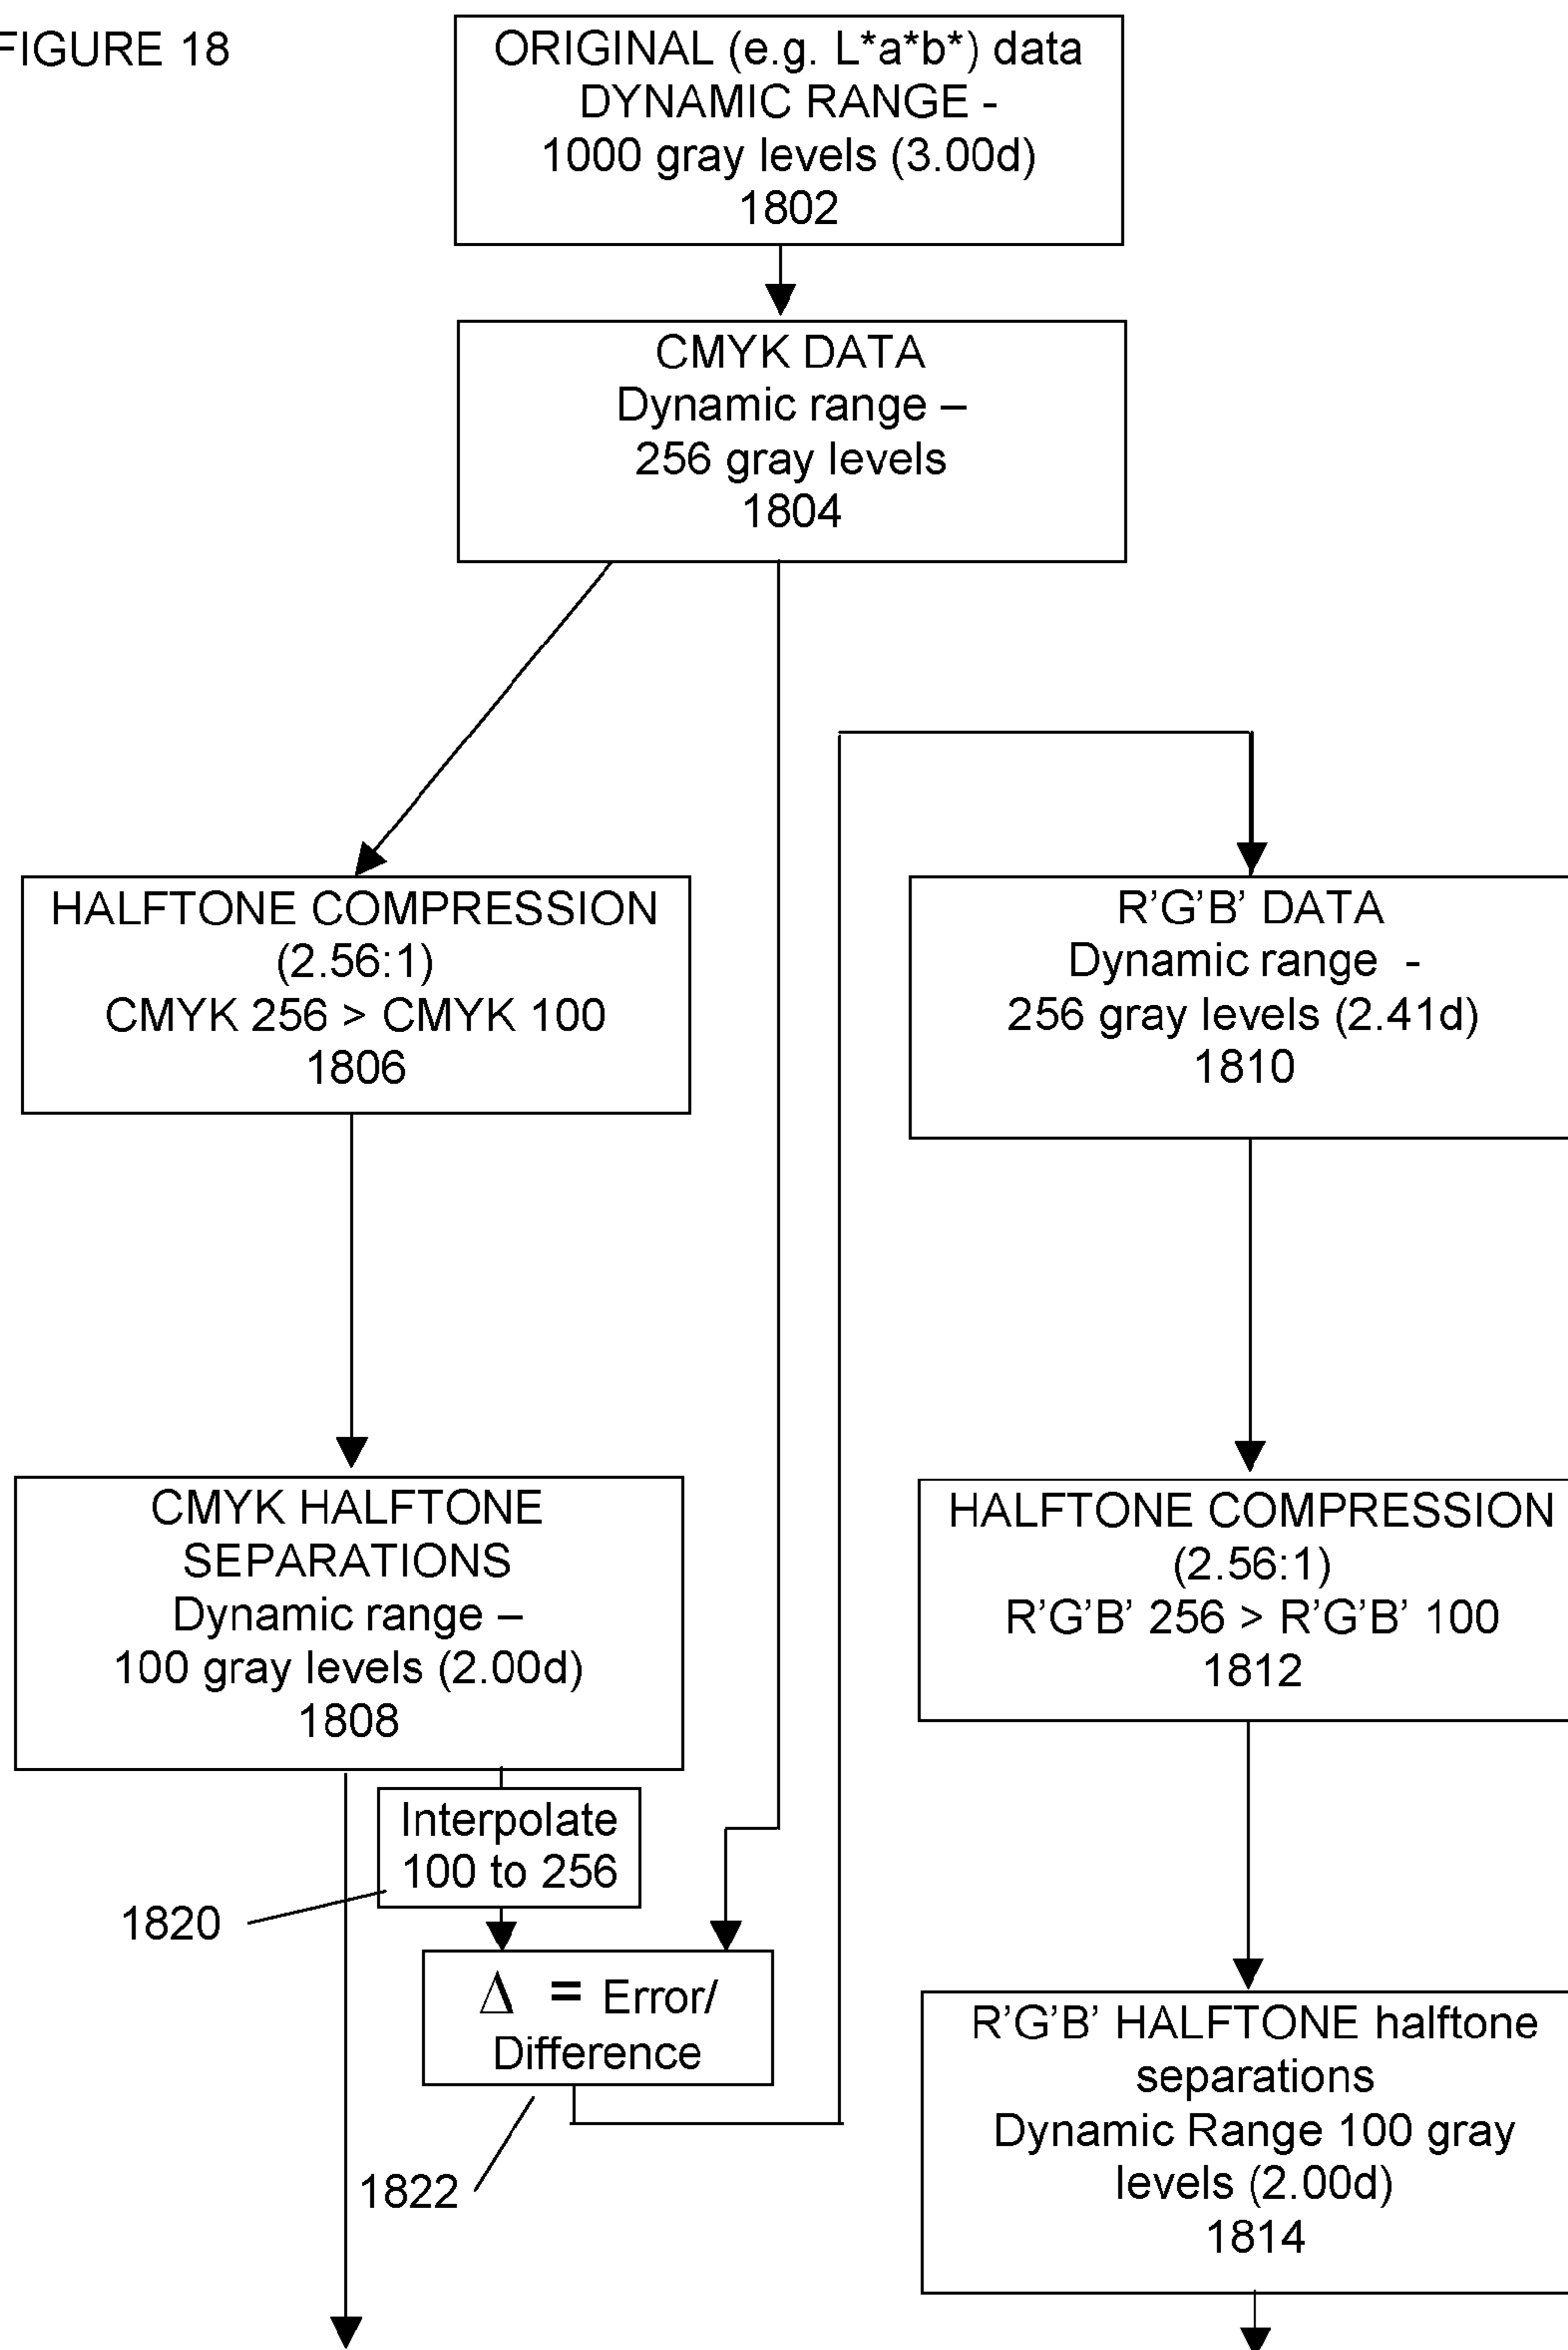 FIGURE 18
ORIGINAL (e.g. L*a*b*) data
DYNAMIC RANGE -
1000 gray levels (3.00d)
1802
CMYK DATA
Dynamic range –
256 gray levels
1804
HALFTONE COMPRESSION
(2.56:1)
CMYK 256 > CMYK 100
1806
R’G’B’ DATA
Dynamic range -
256 gray levels (2.41d)
1810
CMYK HALFTONE
SEPARATIONS
Dynamic range –
100 gray levels (2.00d)
1808
HALFTONE COMPRESSION
(2.56:1)
R’G’B’ 256 > R’G’B’ 100
1812
Interpolate
100 to 256
1820
Δ = Error/
Difference
1822
R’G’B’ HALFTONE halftone
separations
Dynamic Range 100 gray
levels (2.00d)
1814